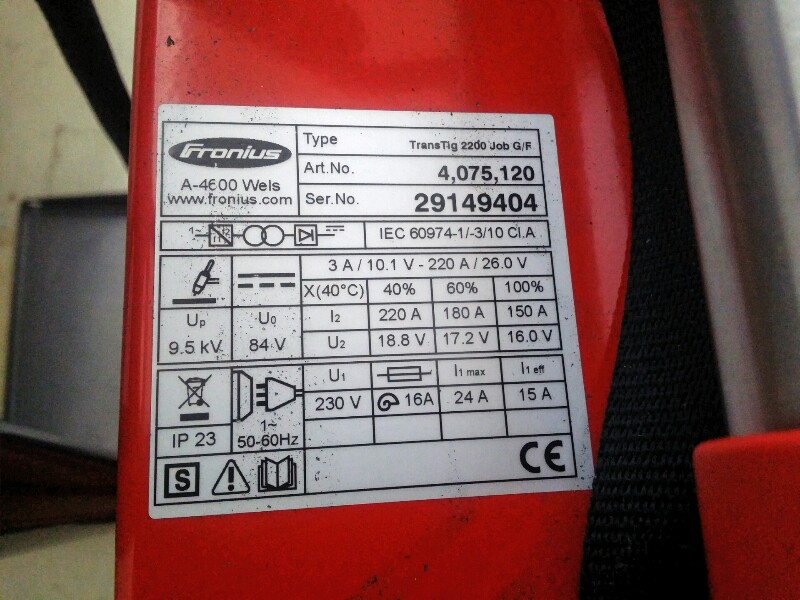 Fronius
A-4600 Wels
www.fronius.com
Type TransTig 2200 Job G/F
Art.No. 4,075,120
Ser.No. 29149404
1~ f1 f2 IEC 60974-1/-3/10 Cl.A
3 A / 10.1 V - 220 A / 26.0 V
X(40°C) 40% 60% 100%
Up U0 I2 220 A 180 A 150 A
9.5 kV 84 V U2 18.8 V 17.2 V 16.0 V
U1 I1 max I1 eff
230 V 16A 24 A 15 A
1~
IP 23 50-60Hz
S CE